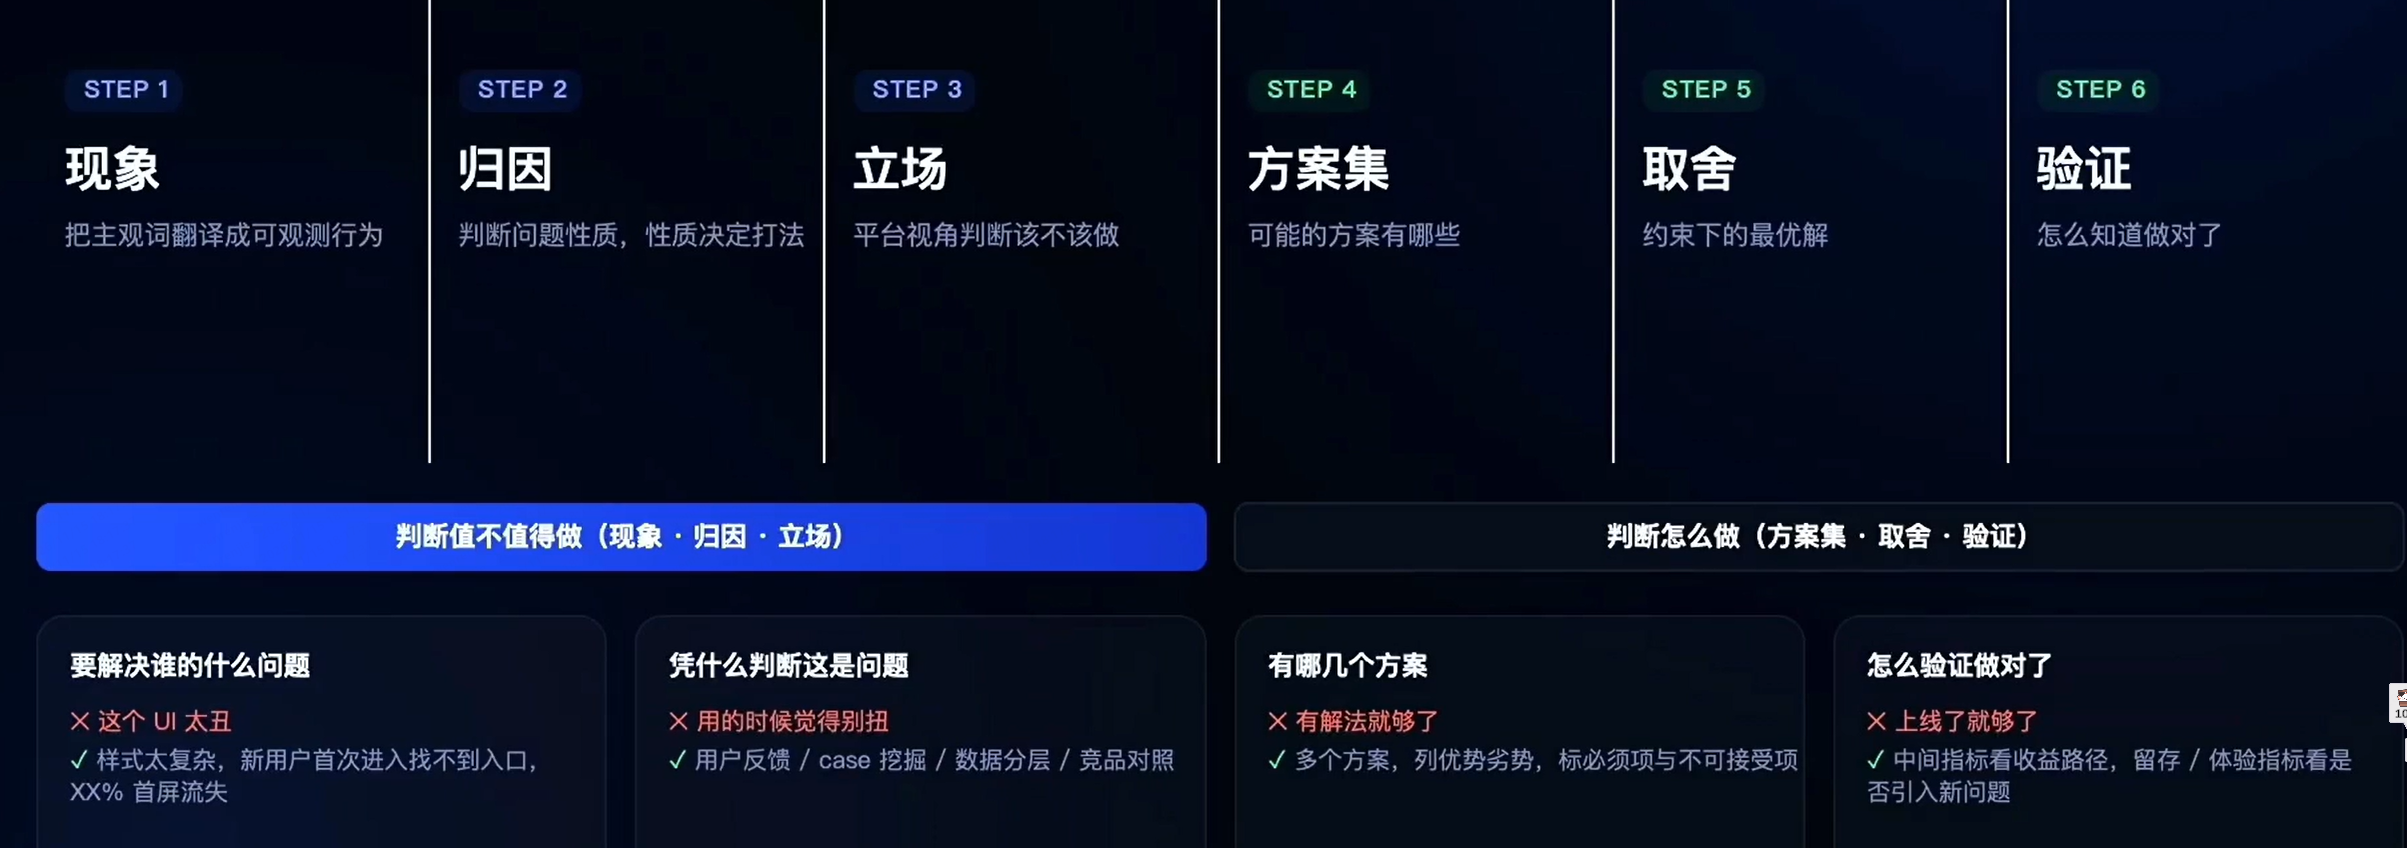 STEP 1
现象
把主观词翻译成可观测行为
STEP 2
归因
判断问题性质，性质决定打法
STEP 3
立场
平台视角判断该不该做
STEP 4
方案集
可能的方案有哪些
STEP 5
取舍
约束下的最优解
STEP 6
验证
怎么知道做对了
判断值不值得做（现象 · 归因 · 立场）
判断怎么做（方案集 · 取舍 · 验证）
要解决谁的什么问题
× 这个 UI 太丑
✓ 样式太复杂，新用户首次进入找不到入口，
XX% 首屏流失
凭什么判断这是问题
× 用的时候觉得别扭
✓ 用户反馈 / case 挖掘 / 数据分层 / 竞品对照
有哪几个方案
× 有解法就够了
✓ 多个方案，列优势劣势，标必须项与不可接受项
怎么验证做对了
× 上线了就够了
✓ 中间指标看收益路径，留存 / 体验指标看是
否引入新问题